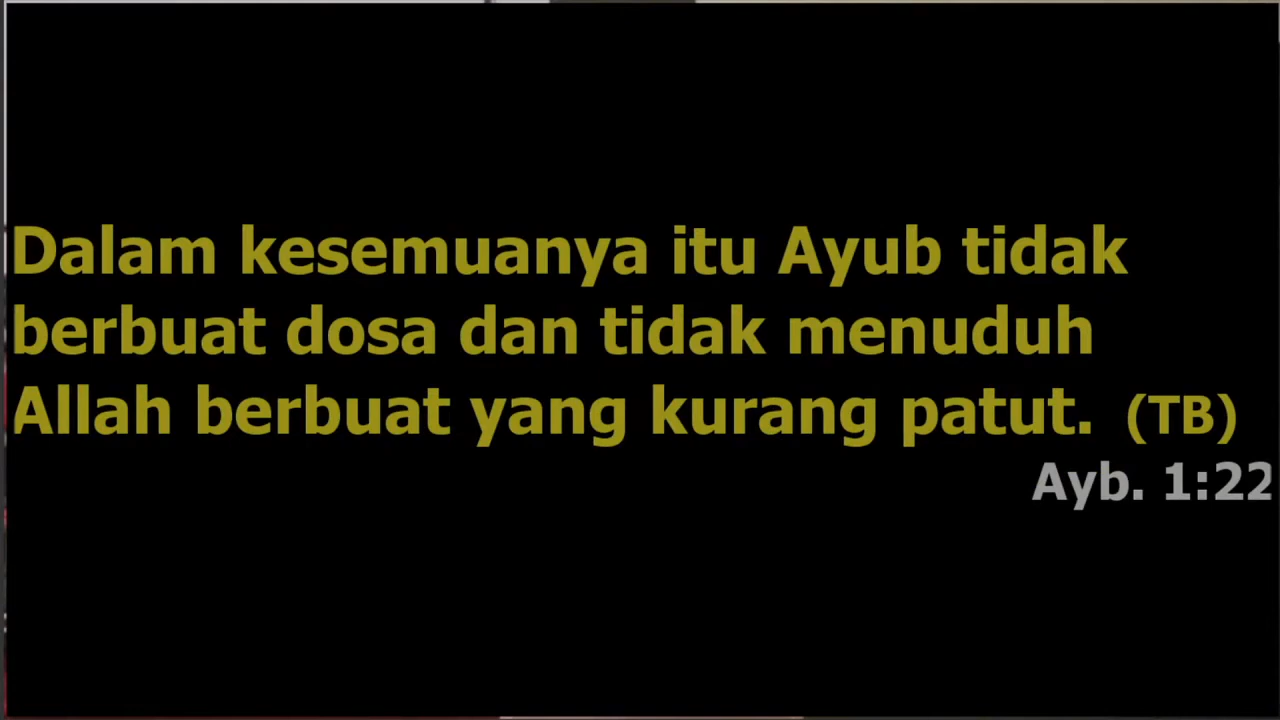 Dalam kesemuanya itu Ayub tidak
berbuat dosa dan tidak menuduh
Allah berbuat yang kurang patut. (TB)
Ayb. 1:22